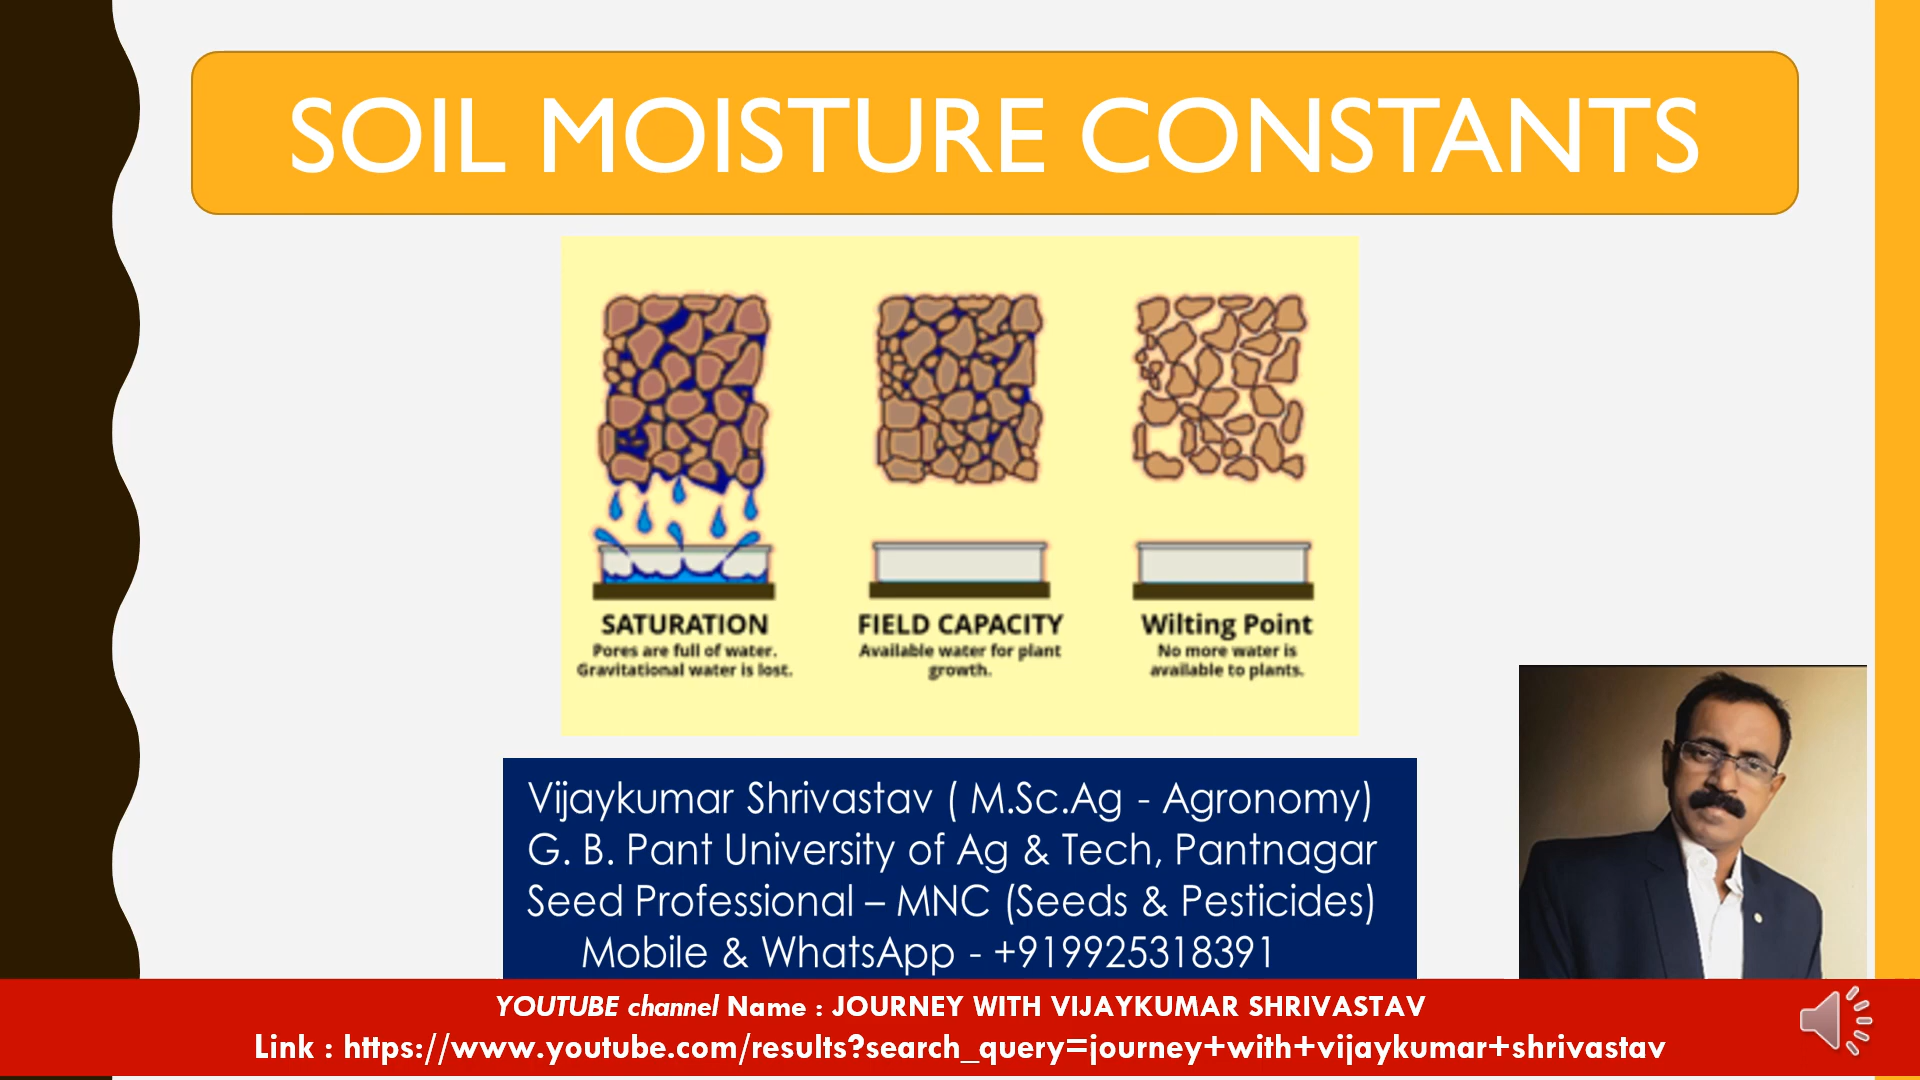 SOIL MOISTURE CONSTANTS
SATURATION
Pores are full of water.
Gravitational water is lost.
FIELD CAPACITY
Available water for plant
growth.
Wilting Point
No more water is
available to plants.
Vijaykumar Shrivastav ( M.Sc.Ag - Agronomy)
G. B. Pant University of Ag & Tech, Pantnagar
Seed Professional – MNC (Seeds & Pesticides)
Mobile & WhatsApp - +919925318391
YOUTUBE channel Name : JOURNEY WITH VIJAYKUMAR SHRIVASTAV
Link : https://www.youtube.com/results?search_query=journey+with+vijaykumar+shrivastav